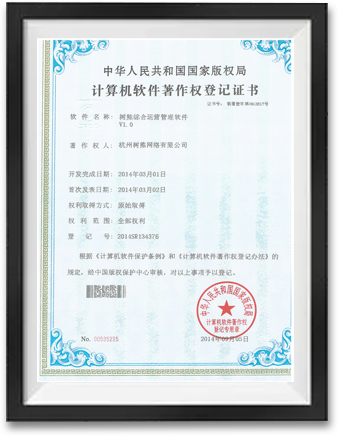 中华人民共和国国家版权局
计算机软件著作权登记证书
证书号:
软件名称: 树熊综合运营管理软件
V1.0
著作权人: 杭州树熊网络有限公司
开发完成日期: 2014年03月01日
首次发表日期: 2014年03月02日
权利取得方式: 原始取得
权利范围: 全部权利
登记号: 2014SR134376
根据《计算机软件保护条例》和《计算机软件著作权登记办法》的
规定,经中国版权保护中心审核,对以上事项予以登记。
中华人民共和国国家版权局
计算机软件著作权
登记专用章
No.
2014年09月05日